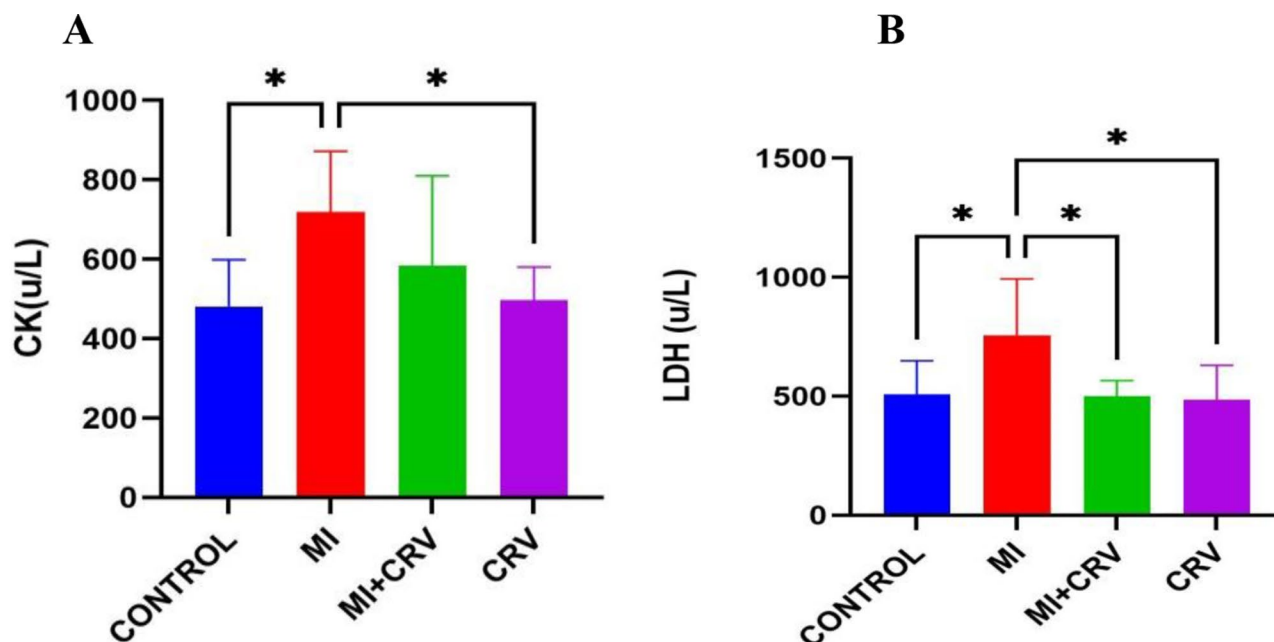 A
CK(u/L)
1000
800
600
400
200
0
* *
CONTROL MI MI+CRV CRV
B
LDH (u/L)
1500
1000
500
0
*
* *
CONTROL MI MI+CRV CRV